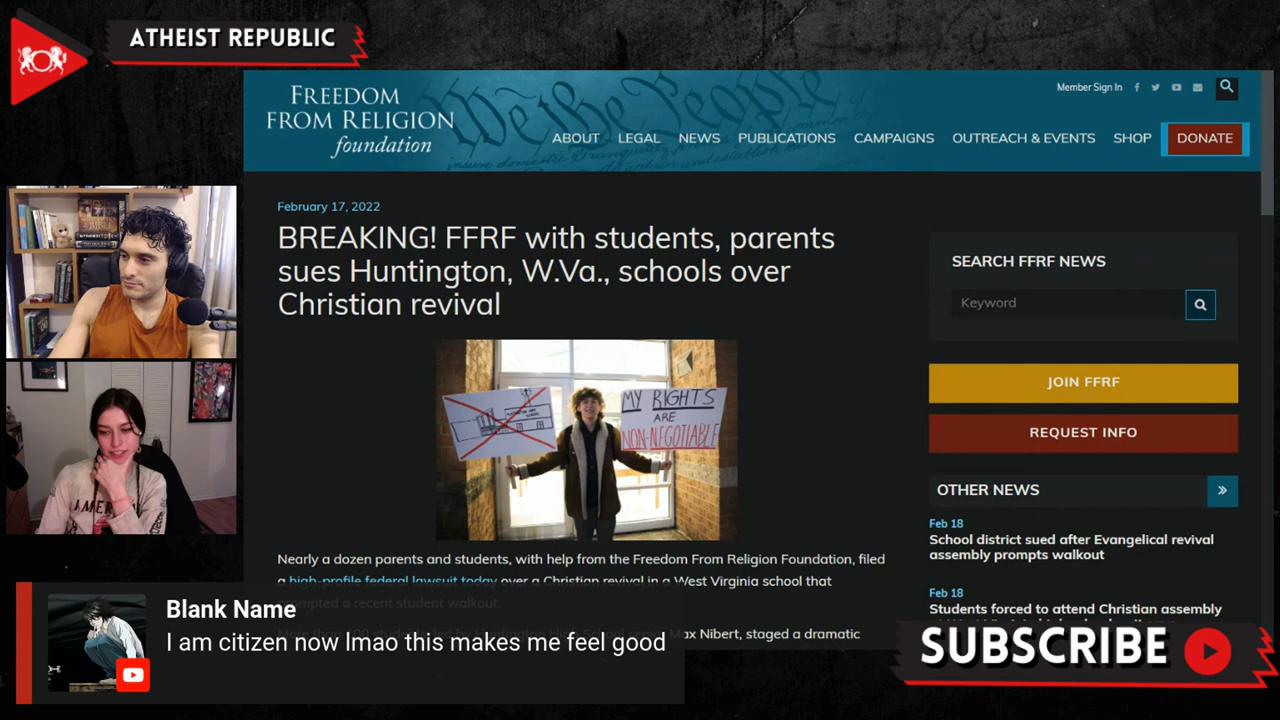 ATHEIST REPUBLIC
FREEDOM
FROM RELIGION
foundation
We the People
Member Sign In
ABOUT LEGAL NEWS PUBLICATIONS CAMPAIGNS OUTREACH & EVENTS SHOP DONATE
February 17, 2022
BREAKING! FFRF with students, parents
sues Huntington, W.Va., schools over
Christian revival
MY RIGHTS
ARE
NON-NEGOTIABLE
Nearly a dozen parents and students, with help from the Freedom From Religion Foundation, filed
a high-profile federal lawsuit today over a Christian revival in a West Virginia school that
prompted a recent student walkout.
Max Nibert, staged a dramatic
SEARCH FFRF NEWS
Keyword
JOIN FFRF
REQUEST INFO
OTHER NEWS
Feb 18
School district sued after Evangelical revival
assembly prompts walkout
Feb 18
Students forced to attend Christian assembly
Blank Name
I am citizen now lmao this makes me feel good
SUBSCRIBE